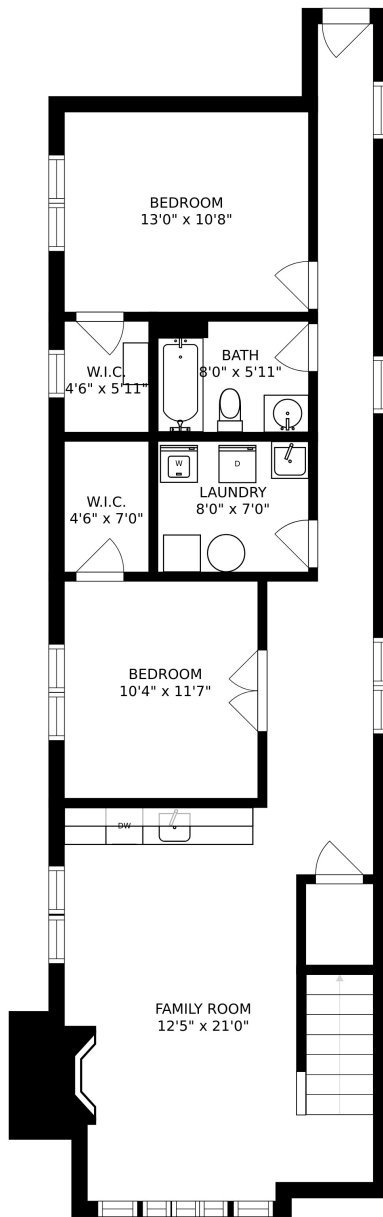 BEDROOM
13'0" x 10'8"
W.I.C.
4'6" x 5'11"
BATH
8'0" x 5'11"
W
D
LAUNDRY
8'0" x 7'0"
W.I.C.
4'6" x 7'0"
BEDROOM
10'4" x 11'7"
DW
FAMILY ROOM
12'5" x 21'0"